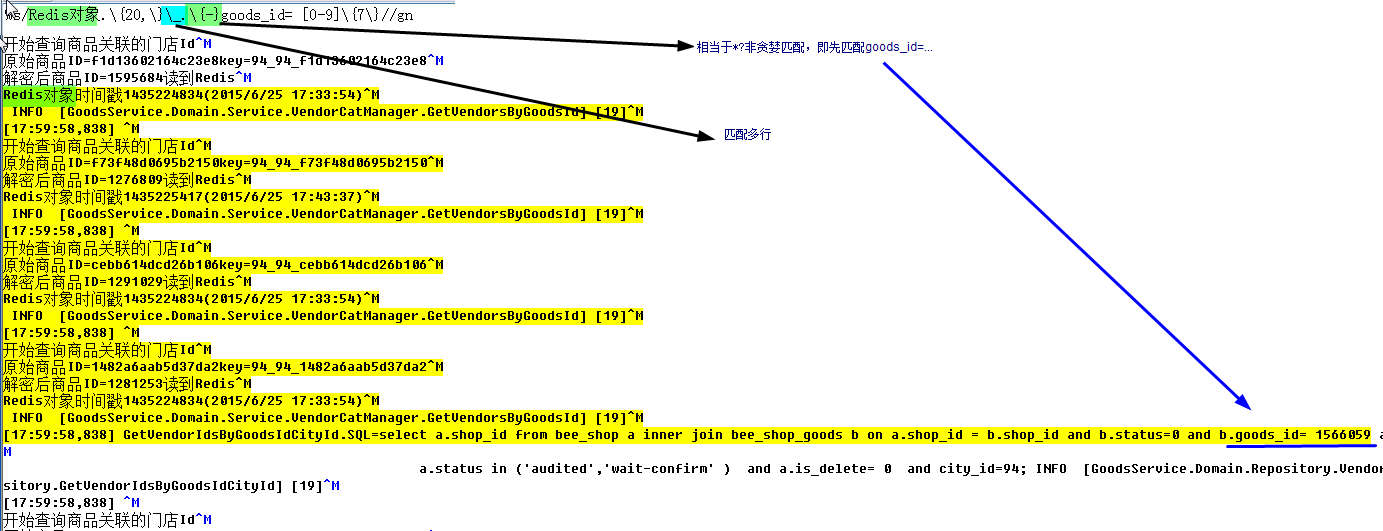 %s/Redis对象.\{20,\}\_.\{-}goods_id= [0-9]\{7\}//gn
开始查询商品关联的门店Id^M
原始商品ID=f1d13602164c23e8key=94_94_f1d13602164c23e8^M
解密后商品ID=1595684读到Redis^M
Redis对象时间戳1435224834(2015/6/25 17:33:54)^M
INFO [GoodsService.Domain.Service.VendorCatManager.GetVendorsByGoodsId] [19]^M
[17:59:58,838] ^M
开始查询商品关联的门店Id^M
原始商品ID=f73f48d0695b2150key=94_94_f73f48d0695b2150^M
解密后商品ID=1276809读到Redis^M
Redis对象时间戳1435225417(2015/6/25 17:43:37)^M
INFO [GoodsService.Domain.Service.VendorCatManager.GetVendorsByGoodsId] [19]^M
[17:59:58,838] ^M
开始查询商品关联的门店Id^M
原始商品ID=cebb614dcd26b106key=94_94_cebb614dcd26b106^M
解密后商品ID=1291029读到Redis^M
Redis对象时间戳1435224834(2015/6/25 17:33:54)^M
INFO [GoodsService.Domain.Service.VendorCatManager.GetVendorsByGoodsId] [19]^M
[17:59:58,838] ^M
开始查询商品关联的门店Id^M
原始商品ID=1482a6aab5d37da2key=94_94_1482a6aab5d37da2^M
解密后商品ID=1281253读到Redis^M
Redis对象时间戳1435224834(2015/6/25 17:33:54)^M
INFO [GoodsService.Domain.Service.VendorCatManager.GetVendorsByGoodsId] [19]^M
[17:59:58,838] GetVendorIdsByGoodsIdCityId.SQL=select a.shop_id from bee_shop a inner join bee_shop_goods b on a.shop_id = b.shop_id and b.status=0 and b.goods_id= 1566059 a
M
a.status in ('audited','wait-confirm' ) and a.is_delete= 0 and city_id=94; INFO [GoodsService.Domain.Repository.Vendor
sitory.GetVendorIdsByGoodsIdCityId] [19]^M
[17:59:58,838] ^M
开始查询商品关联的门店Id^M
相当于*?非贪婪匹配，即先匹配goods_id=...
匹配多行